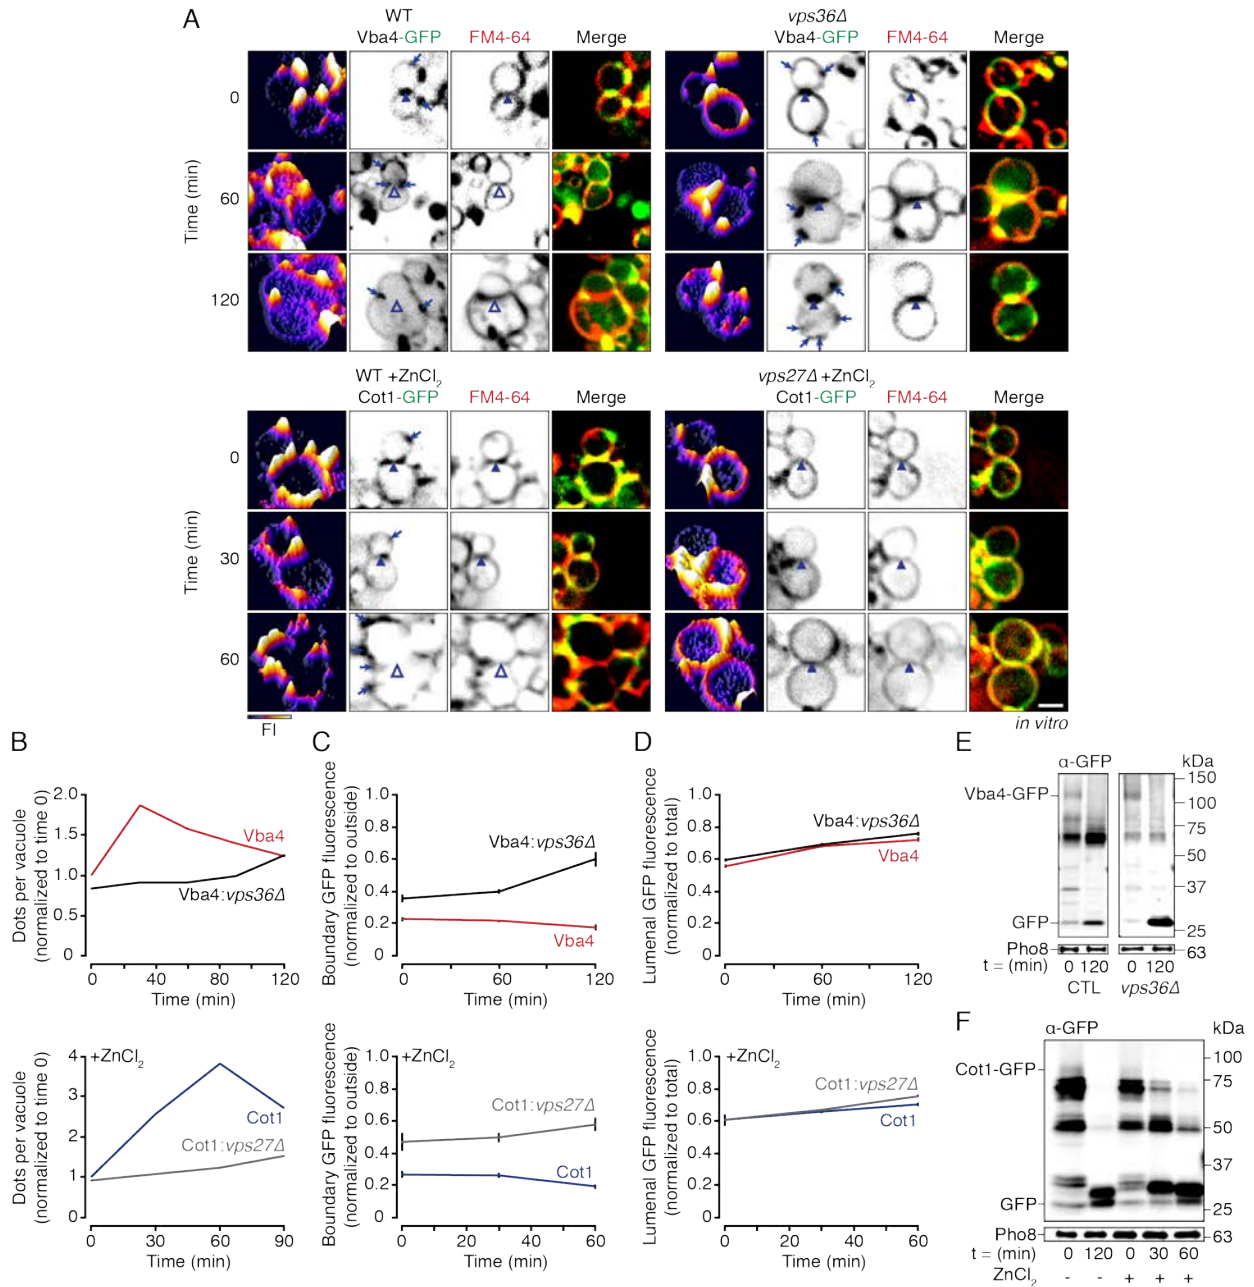 A
WT
vps36Δ
Vba4-GFP FM4-64 Merge
Vba4-GFP FM4-64 Merge
0
60
120
Time (min)
WT +ZnCl2
vps27Δ +ZnCl2
Cot1-GFP FM4-64 Merge
Cot1-GFP FM4-64 Merge
0
30
60
Time (min)
FI
in vitro
B
Dots per vacuole
(normalized to time 0)
2.0
1.5
1.0
0.5
0
Vba4
Vba4:vps36Δ
0 40 80 120
Time (min)
+ZnCl2
Dots per vacuole
(normalized to time 0)
4
3
2
1
0
Cot1
Cot1:vps27Δ
0 30 60 90
Time (min)
C
Boundary GFP fluorescence
(normalized to outside)
1.0
0.8
0.6
0.4
0.2
0
Vba4:vps36Δ
Vba4
0 60 120
Time (min)
+ZnCl2
Boundary GFP fluorescence
(normalized to outside)
1.0
0.8
0.6
0.4
0.2
0
Cot1:vps27Δ
Cot1
0 30 60
Time (min)
D
Lumenal GFP fluorescence
(normalized to total)
1.0
0.8
0.6
0.4
0.2
0
Vba4:vps36Δ
Vba4
0 60 120
Time (min)
+ZnCl2
Lumenal GFP fluorescence
(normalized to total)
1.0
0.8
0.6
0.4
0.2
0
Cot1:vps27Δ
Cot1
0 20 40 60
Time (min)
E
α-GFP
kDa
Vba4-GFP
150
100
75
50
37
GFP
25
Pho8
63
t = 0 120 0 120
(min)
CTL vps36Δ
F
α-GFP
kDa
Cot1-GFP
100
75
50
37
GFP
25
Pho8
63
t = (min) 0 120 0 30 60
ZnCl2 - - + + +